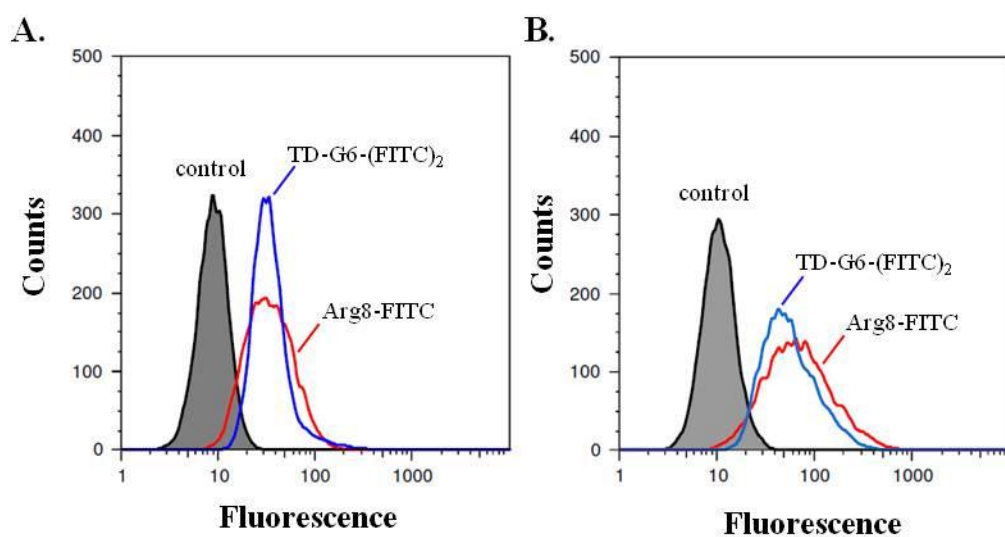 A.
500
400
300
200
100
0
Counts
control
TD-G6-(FITC)2
Arg8-FITC
1
10
100
1000
Fluorescence
B.
500
400
300
200
100
0
Counts
control
TD-G6-(FITC)2
Arg8-FITC
1
10
100
1000
Fluorescence